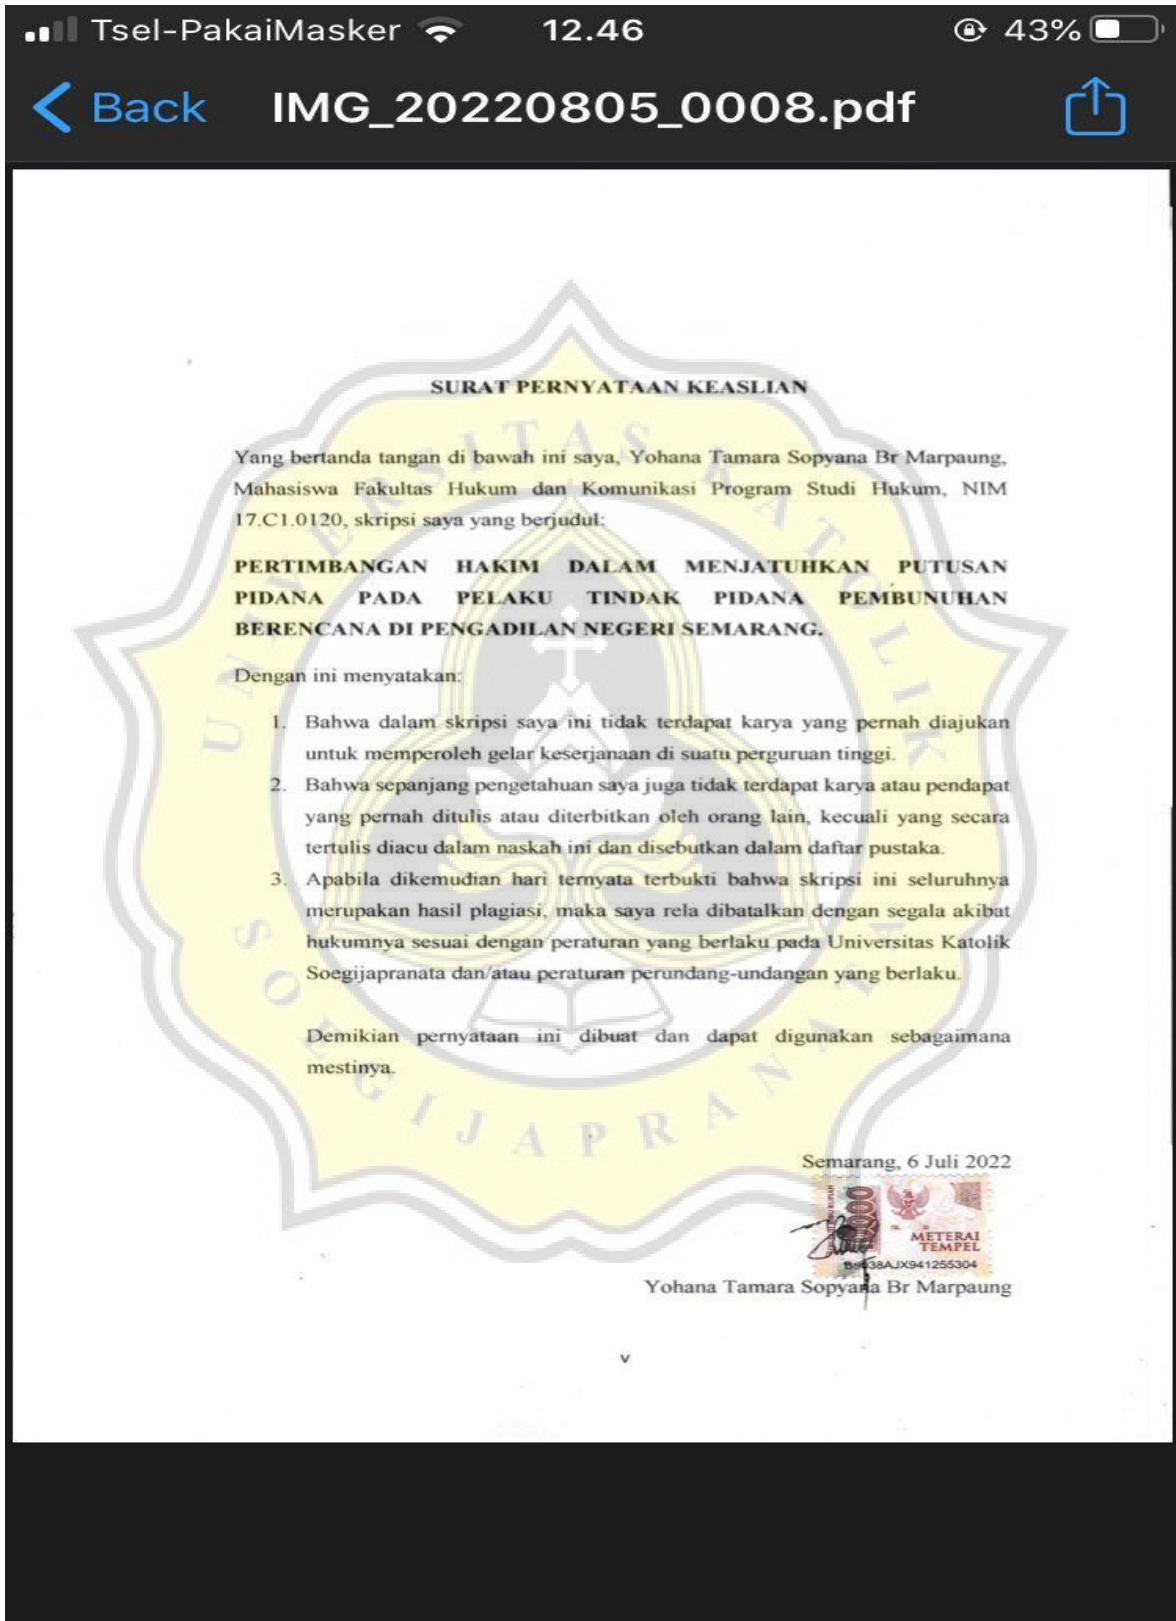 Tsel-PakaiMasker 12.46 43%
Back IMG_20220805_0008.pdf
SURAT PERNYATAAN KEASLIAN
Yang bertanda tangan di bawah ini saya, Yohana Tamara Sopyana Br Marpaung,
Mahasiswa Fakultas Hukum dan Komunikasi Program Studi Hukum, NIM
17.C1.0120, skripsi saya yang berjudul:
PERTIMBANGAN HAKIM DALAM MENJATUHKAN PUTUSAN
PIDANA PADA PELAKU TINDAK PIDANA PEMBUNUHAN
BERENCANA DI PENGADILAN NEGERI SEMARANG.
Dengan ini menyatakan:
1. Bahwa dalam skripsi saya ini tidak terdapat karya yang pernah diajukan
untuk memperoleh gelar keserjanaan di suatu perguruan tinggi.
2. Bahwa sepanjang pengetahuan saya juga tidak terdapat karya atau pendapat
yang pernah ditulis atau diterbitkan oleh orang lain, kecuali yang secara
tertulis diacu dalam naskah ini dan disebutkan dalam daftar pustaka.
3. Apabila dikemudian hari ternyata terbukti bahwa skripsi ini seluruhnya
merupakan hasil plagiasi, maka saya rela dibatalkan dengan segala akibat
hukumnya sesuai dengan peraturan yang berlaku pada Universitas Katolik
Soegijapranata dan/atau peraturan perundang-undangan yang berlaku.
Demikian pernyataan ini dibuat dan dapat digunakan sebagaimana
mestinya.
UNIVERSITAS KATOLIK
SOEGIJAPRANATA
Semarang, 6 Juli 2022
METERAI
TEMPEL
Yohana Tamara Sopyana Br Marpaung
v